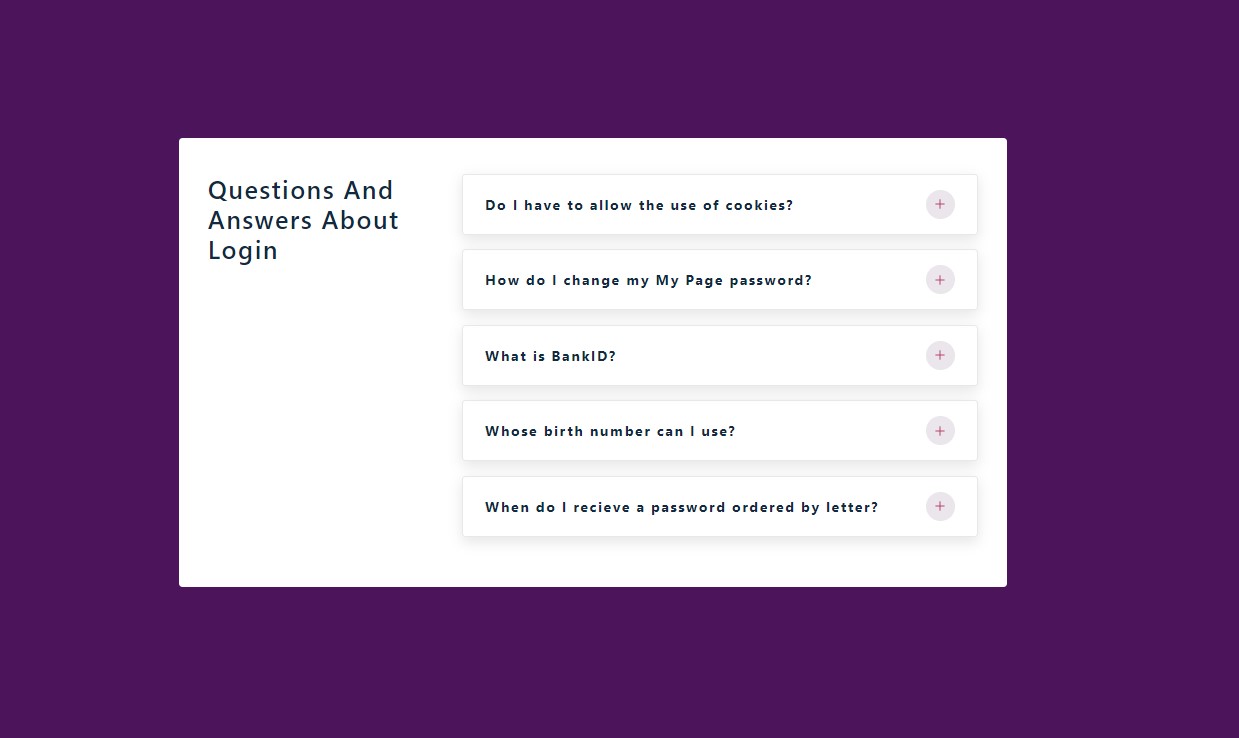 Questions And
Answers About
Login
Do I have to allow the use of cookies?
How do I change my My Page password?
What is BankID?
Whose birth number can I use?
When do I recieve a password ordered by letter?